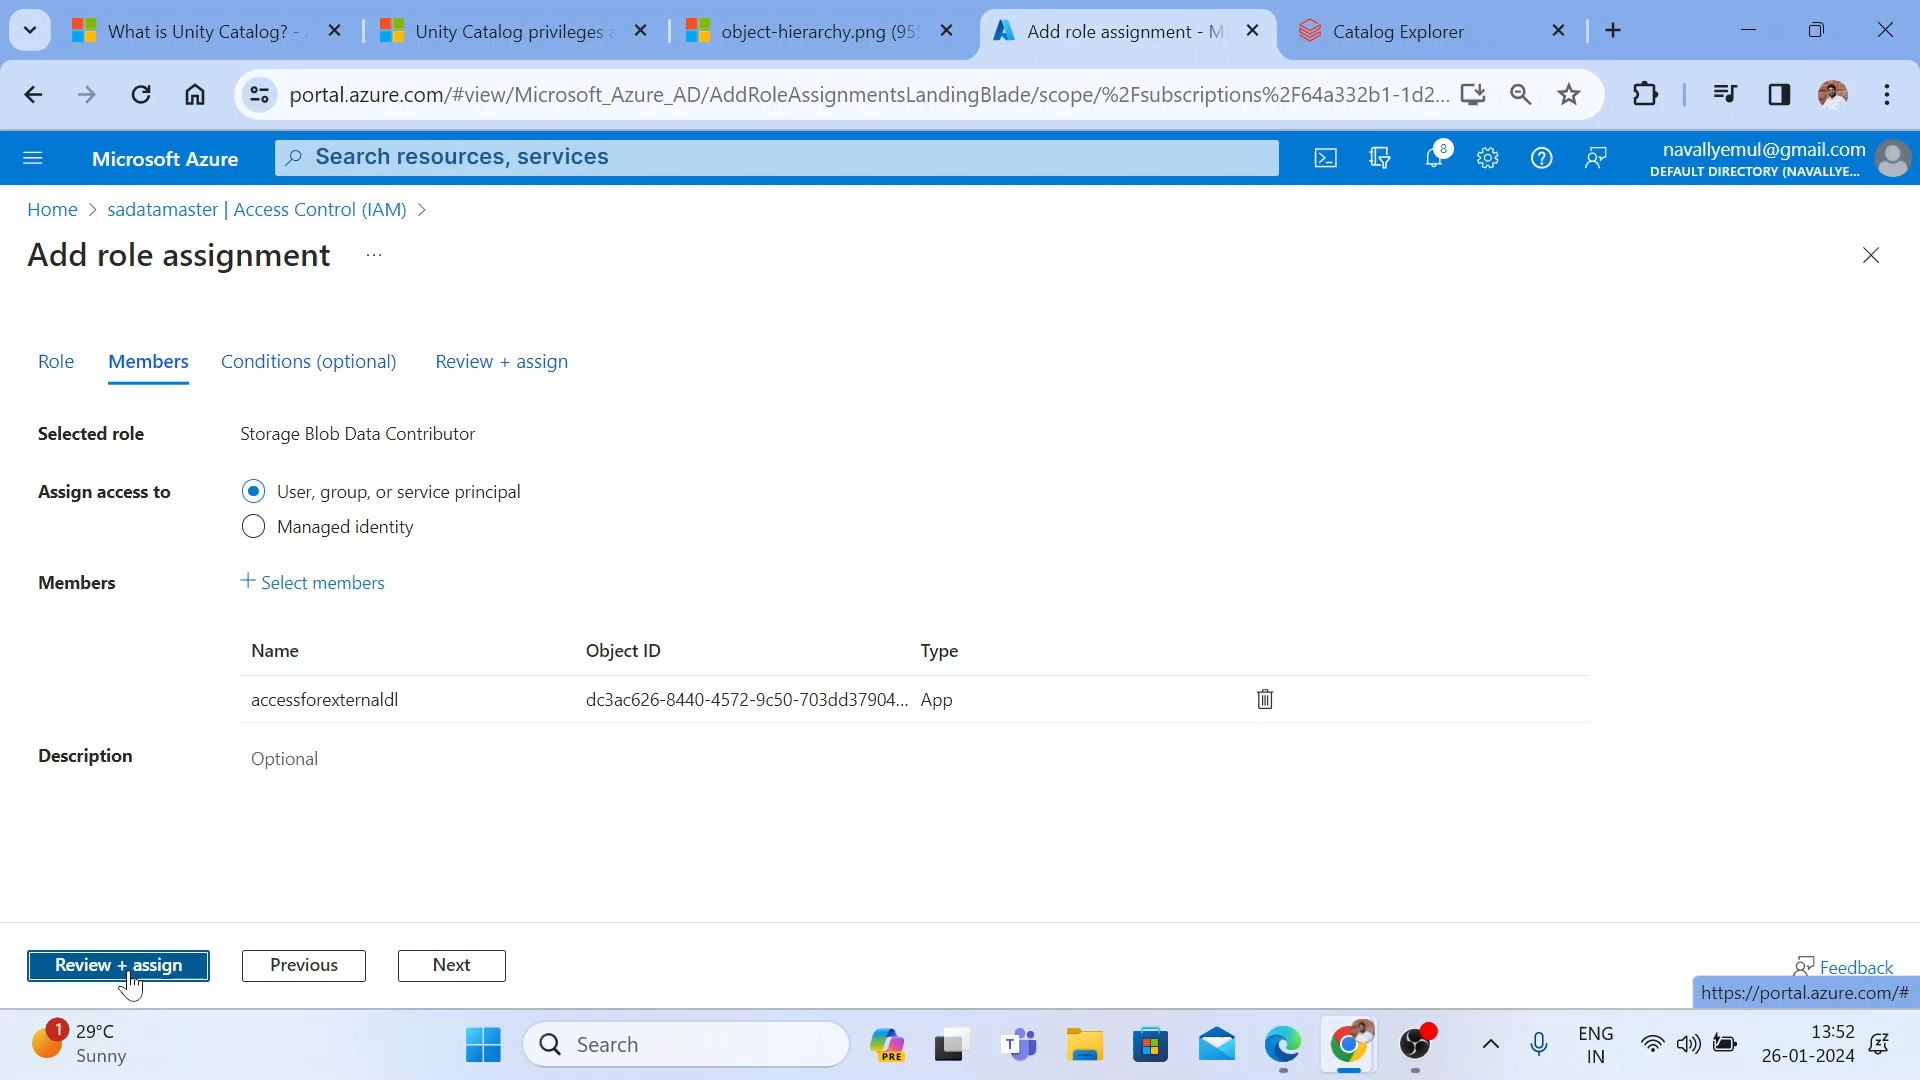 What is Unity Catalog? -
Unity Catalog privileges
object-hierarchy.png (95
Add role assignment - M
Catalog Explorer
portal.azure.com/#view/Microsoft_Azure_AD/AddRoleAssignmentsLandingBlade/scope/%2Fsubscriptions%2F64a332b1-1d2...
Microsoft Azure
Search resources, services
8
navallyemul@gmail.com
DEFAULT DIRECTORY (NAVALLYE...
Home > sadatamaster | Access Control (IAM) >
Add role assignment ...
Role
Members
Conditions (optional)
Review + assign
Selected role
Storage Blob Data Contributor
Assign access to
User, group, or service principal
Managed identity
Members
+ Select members
Name Object ID Type
accessforexternaldl dc3ac626-8440-4572-9c50-703dd37904... App
Description
Optional
Review + assign
Previous
Next
Feedback
https://portal.azure.com/#
1
29°C
Sunny
Search
PRE
T
ENG
IN
13:52
26-01-2024